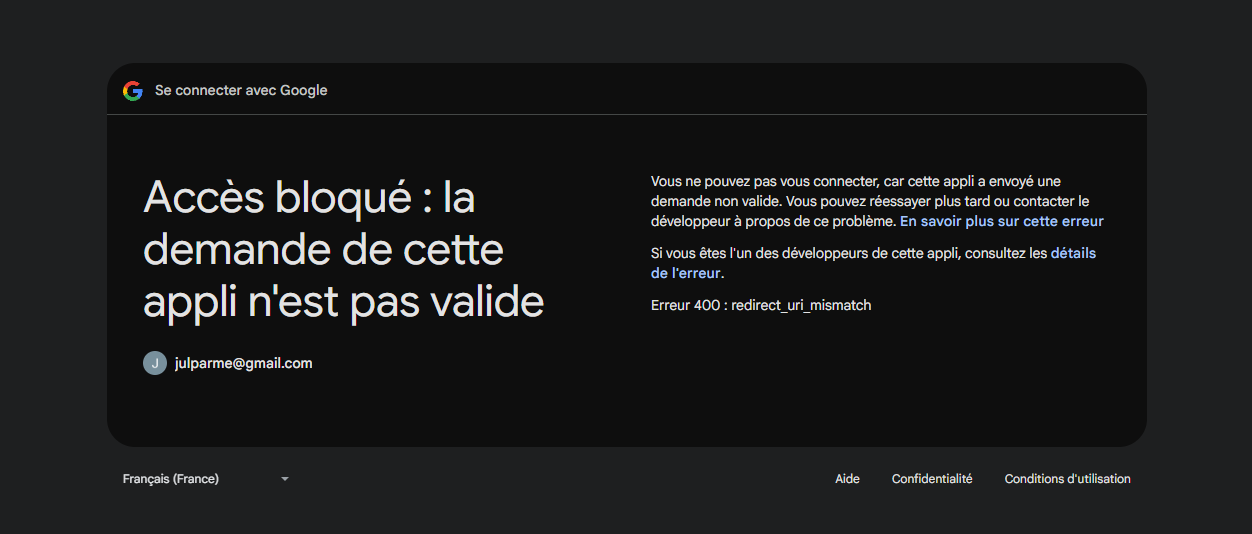 Se connecter avec Google
Accès bloqué : la
demande de cette
appli n'est pas valide
J
julparme@gmail.com
Vous ne pouvez pas vous connecter, car cette appli a envoyé une
demande non valide. Vous pouvez réessayer plus tard ou contacter le
développeur à propos de ce problème. En savoir plus sur cette erreur
Si vous êtes l'un des développeurs de cette appli, consultez les détails
de l'erreur.
Erreur 400 : redirect_uri_mismatch
Français (France)
Aide
Confidentialité
Conditions d'utilisation